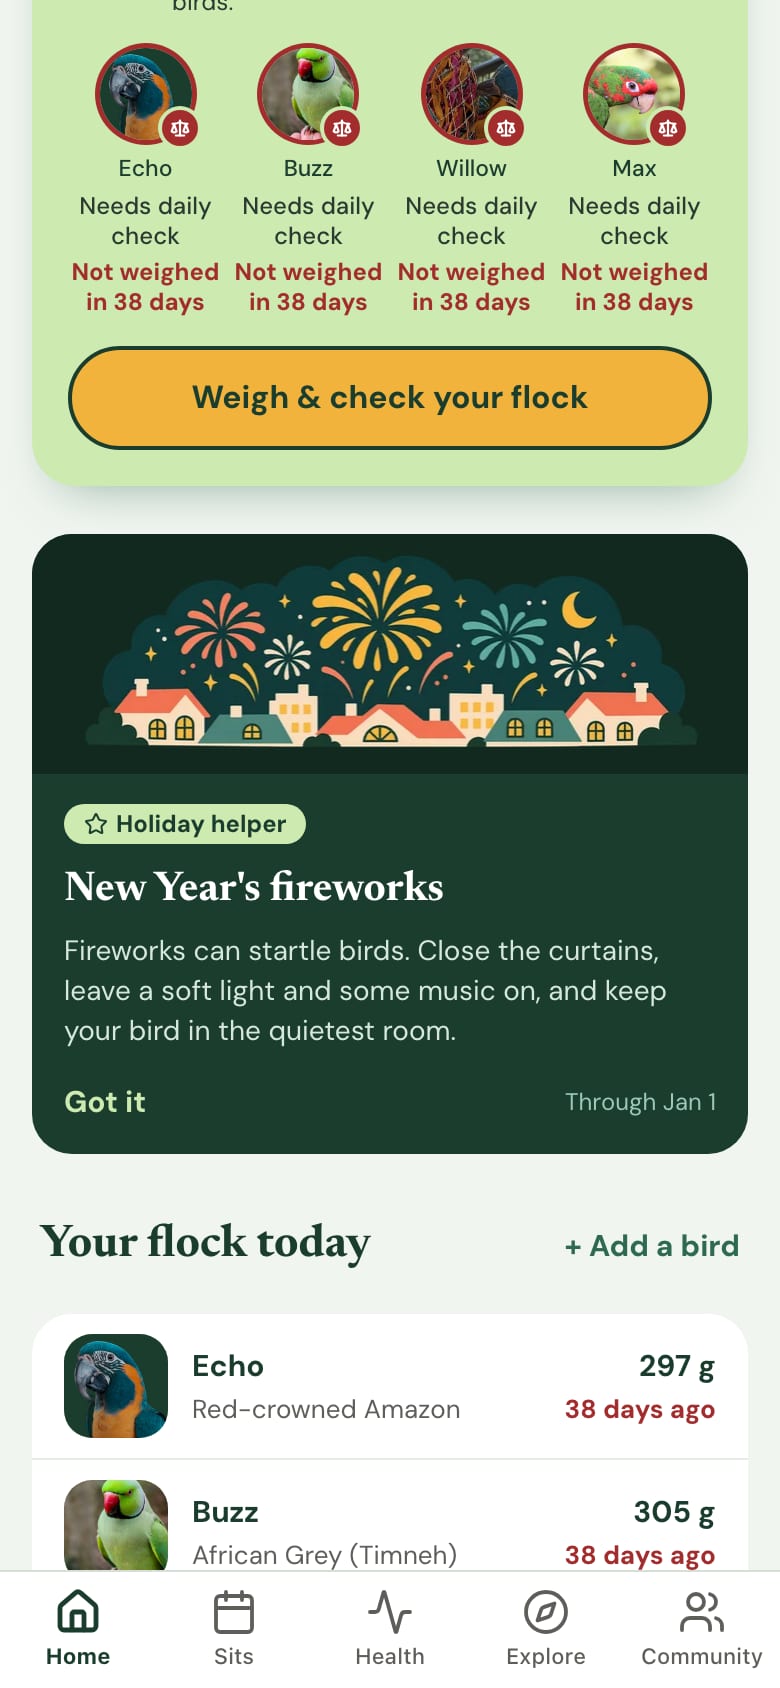 birds.
Echo
Buzz
Willow
Max
Needs daily
check
Needs daily
check
Needs daily
check
Needs daily
check
Not weighed
in 38 days
Not weighed
in 38 days
Not weighed
in 38 days
Not weighed
in 38 days
Weigh & check your flock
Holiday helper
New Year's fireworks
Fireworks can startle birds. Close the curtains,
leave a soft light and some music on, and keep
your bird in the quietest room.
Got it
Through Jan 1
Your flock today
+ Add a bird
Echo
297 g
Red-crowned Amazon
38 days ago
Buzz
305 g
African Grey (Timneh)
38 days ago
Home
Sits
Health
Explore
Community